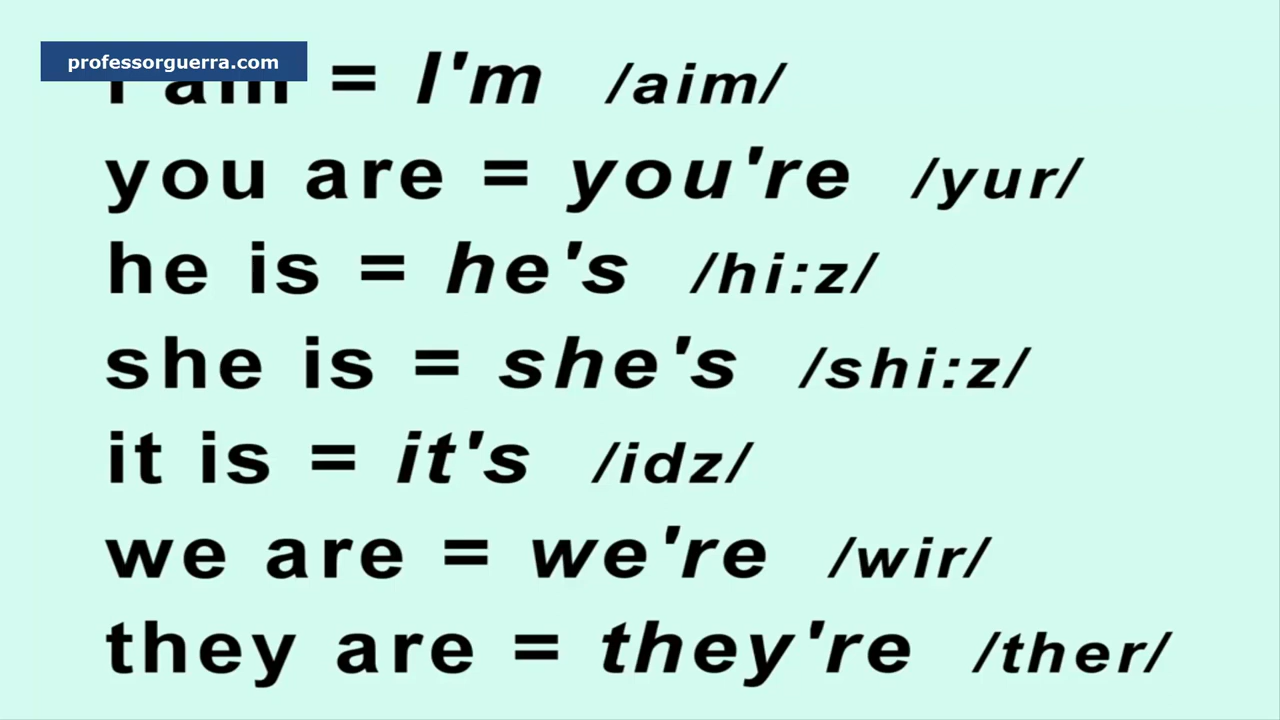 professorguerra.com
I am = I'm /aim/
you are = you're /yur/
he is = he's /hi:z/
she is = she's /shi:z/
it is = it's /idz/
we are = we're /wir/
they are = they're /ther/